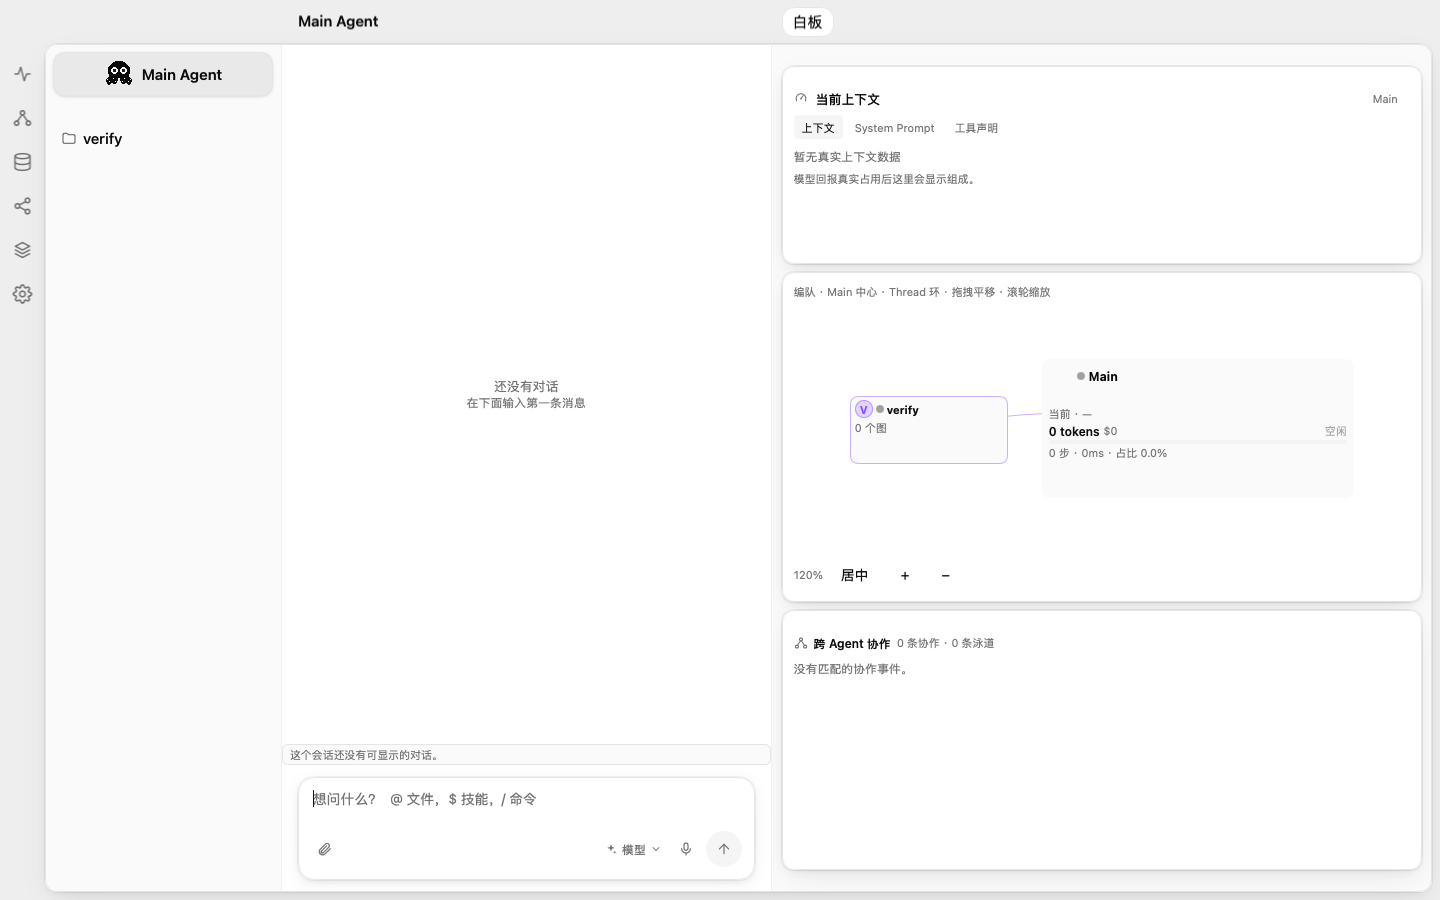 Main Agent
白板
Main Agent
verify
当前上下文
Main
上下文 System Prompt 工具声明
暂无真实上下文数据
模型回报真实占用后这里会显示组成。
编队 · Main 中心 · Thread 环 · 拖拽平移 · 滚轮缩放
V verify
0 个图
Main
当前 · —
0 tokens $0 空闲
0 步 · 0ms · 占比 0.0%
120% 居中 + −
跨 Agent 协作 0 条协作 · 0 条泳道
没有匹配的协作事件。
还没有对话
在下面输入第一条消息
这个会话还没有可显示的对话。
想问什么? @ 文件, $ 技能, / 命令
模型